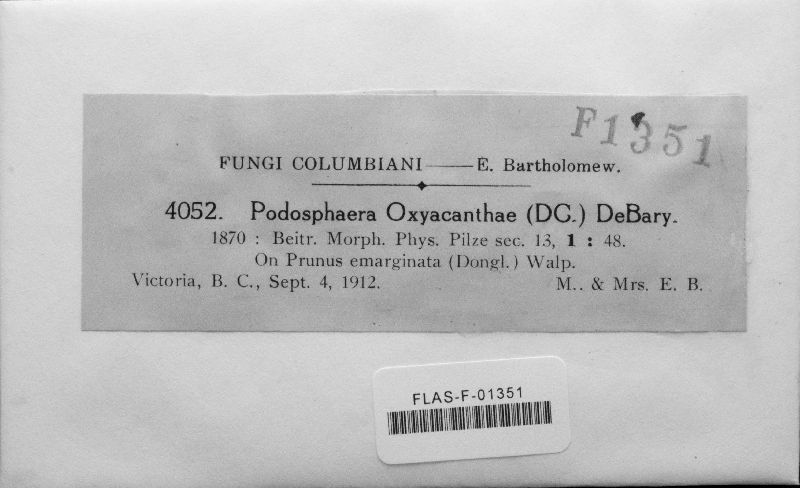 F1351
FUNGI COLUMBIANI—E. Bartholomew.
4052. Podosphaera Oxyacanthae (DC.) DeBary.
1870 : Beitr. Morph. Phys. Pilze sec. 13, 1 : 48.
On Prunus emarginata (Dongl.) Walp.
Victoria, B. C., Sept. 4, 1912. M.. & Mrs. E. B.
FLAS-F-01351